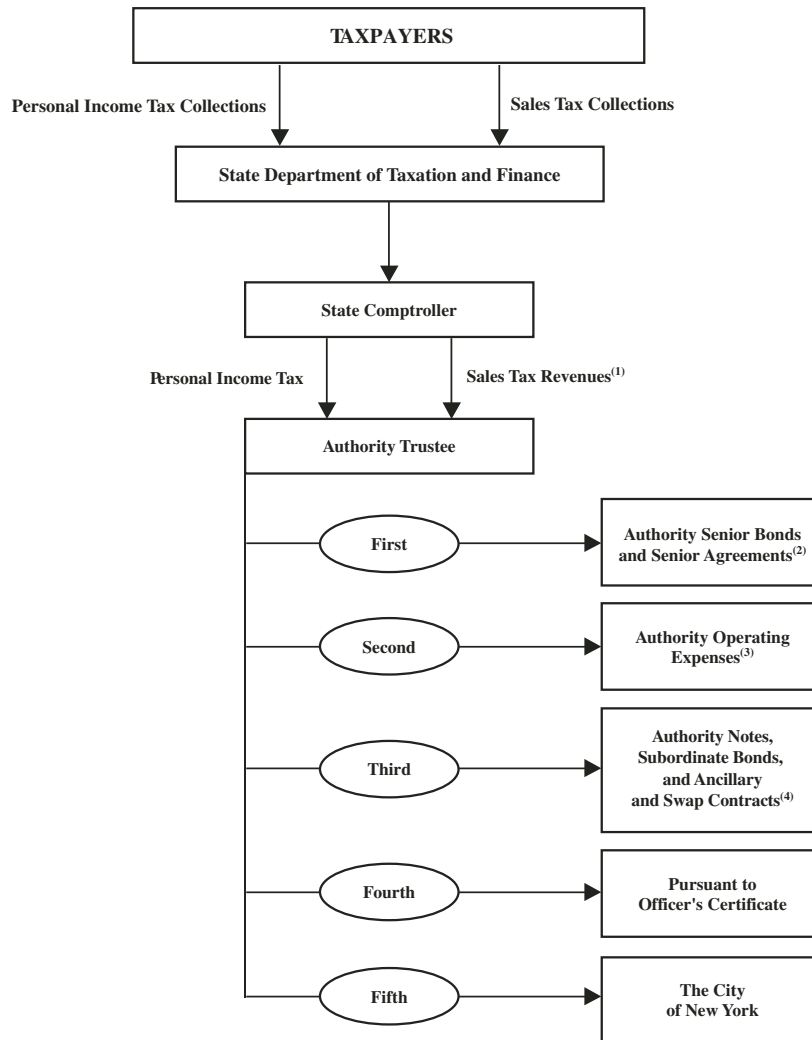 TAXPAYERS
Personal Income Tax Collections
Sales Tax Collections
State Department of Taxation and Finance
State Comptroller
Personal Income Tax
Sales Tax Revenues(1)
Authority Trustee
First
Authority Senior Bonds
and Senior Agreements(2)
Second
Authority Operating
Expenses(3)
Third
Authority Notes,
Subordinate Bonds,
and Ancillary
and Swap Contracts(4)
Fourth
Pursuant to
Officer's Certificate
Fifth
The City
of New York